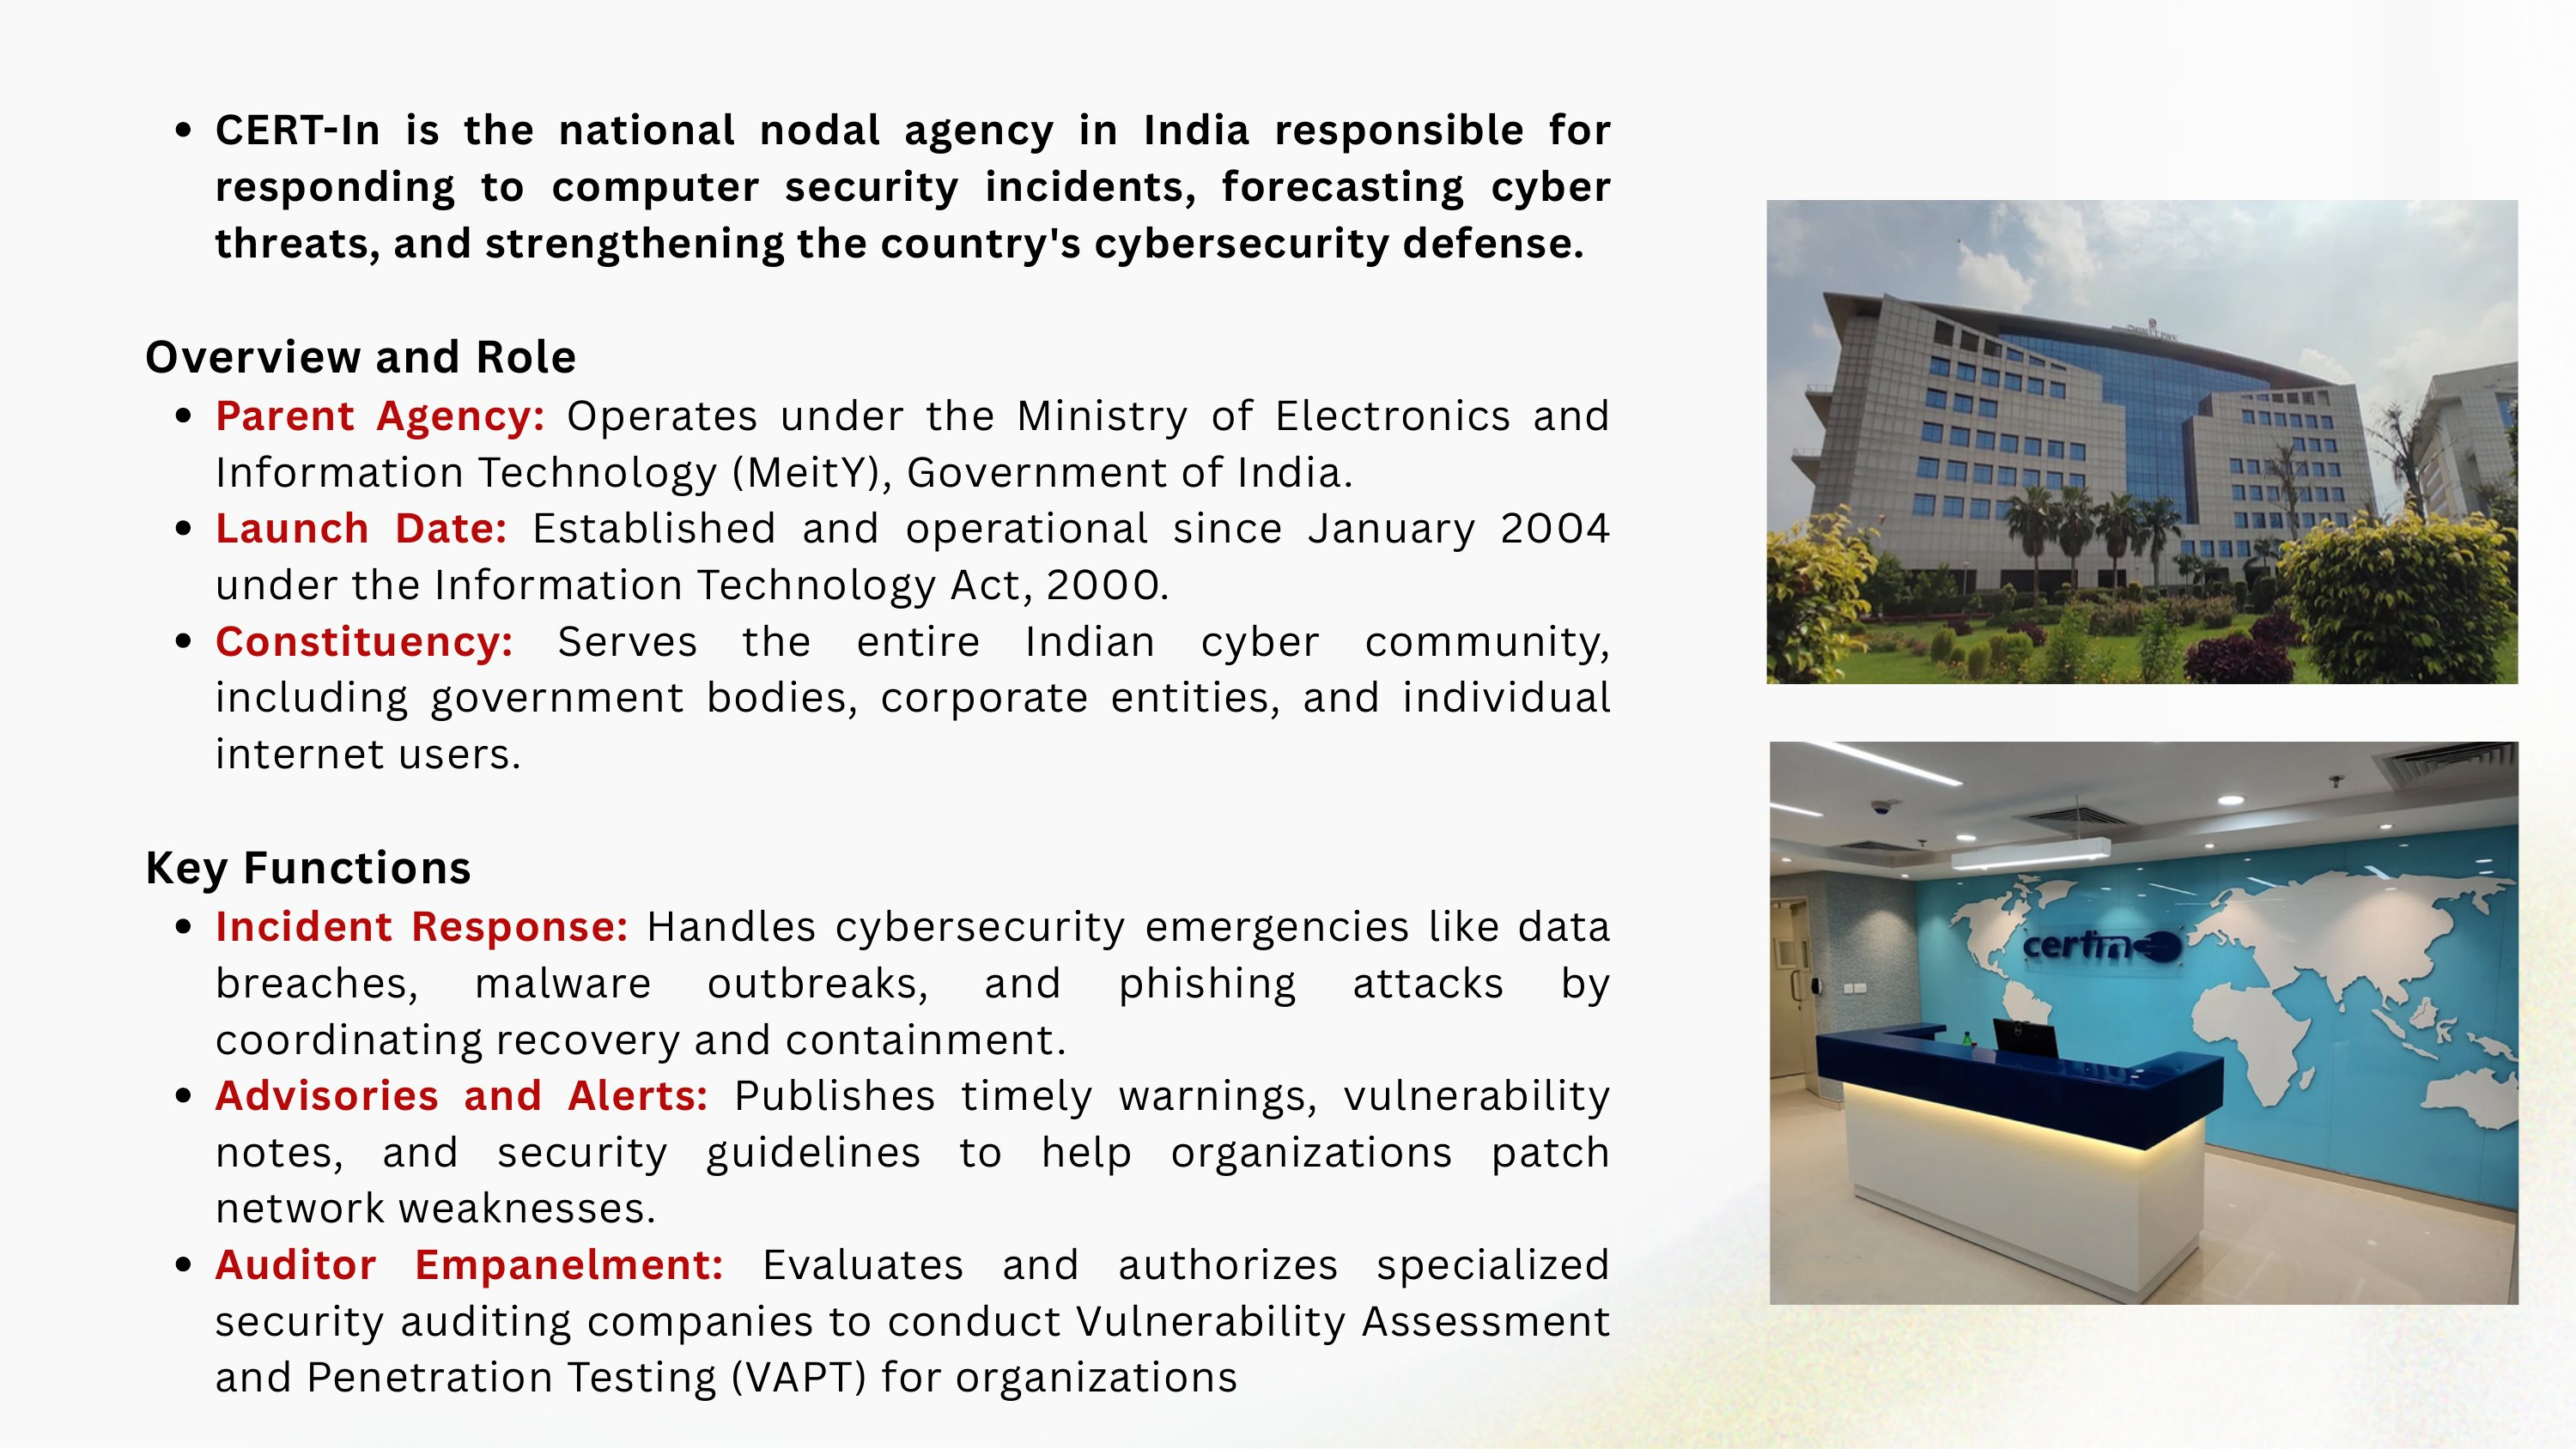 • CERT-In is the national nodal agency in India responsible for
responding to computer security incidents, forecasting cyber
threats, and strengthening the country's cybersecurity defense.
Overview and Role
• Parent Agency: Operates under the Ministry of Electronics and
Information Technology (MeitY), Government of India.
• Launch Date: Established and operational since January 2004
under the Information Technology Act, 2000.
• Constituency: Serves the entire Indian cyber community,
including government bodies, corporate entities, and individual
internet users.
Key Functions
• Incident Response: Handles cybersecurity emergencies like data
breaches, malware outbreaks, and phishing attacks by
coordinating recovery and containment.
• Advisories and Alerts: Publishes timely warnings, vulnerability
notes, and security guidelines to help organizations patch
network weaknesses.
• Auditor Empanelment: Evaluates and authorizes specialized
security auditing companies to conduct Vulnerability Assessment
and Penetration Testing (VAPT) for organizations
certin